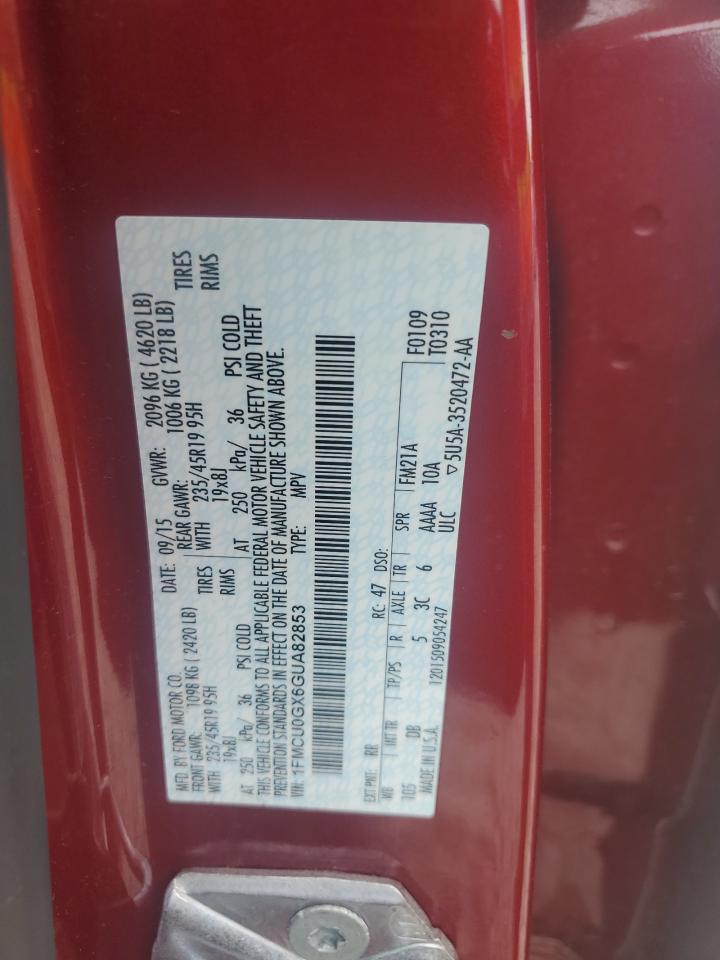 MFD. BY FORD MOTOR CO. DATE: 09/15 GVWR: 2096 KG ( 4620 LB)
FRONT GAWR: 1098 KG ( 2420 LB) REAR GAWR: 1006 KG ( 2218 LB)
WITH 235/45R19 95H TIRES WITH 235/45R19 95H TIRES
19x8J RIMS 19x8J RIMS
AT 250 kPa/ 36 PSI COLD AT 250 kPa/ 36 PSI COLD
THIS VEHICLE CONFORMS TO ALL APPLICABLE FEDERAL MOTOR VEHICLE SAFETY AND THEFT
PREVENTION STANDARDS IN EFFECT ON THE DATE OF MANUFACTURE SHOWN ABOVE.
VIN: 1FMCU0GX6GUA82853 TYPE: MPV
EXT PNT: RR RC: 47 DSO: F0109
WB INT TR TP/PS R AXLE TR SPR FM21A T0310
105 DB 5 3C 6 AAAA 10A
MADE IN U.S.A. 1201509054247 ULC ▽5U5A-3520472-AA